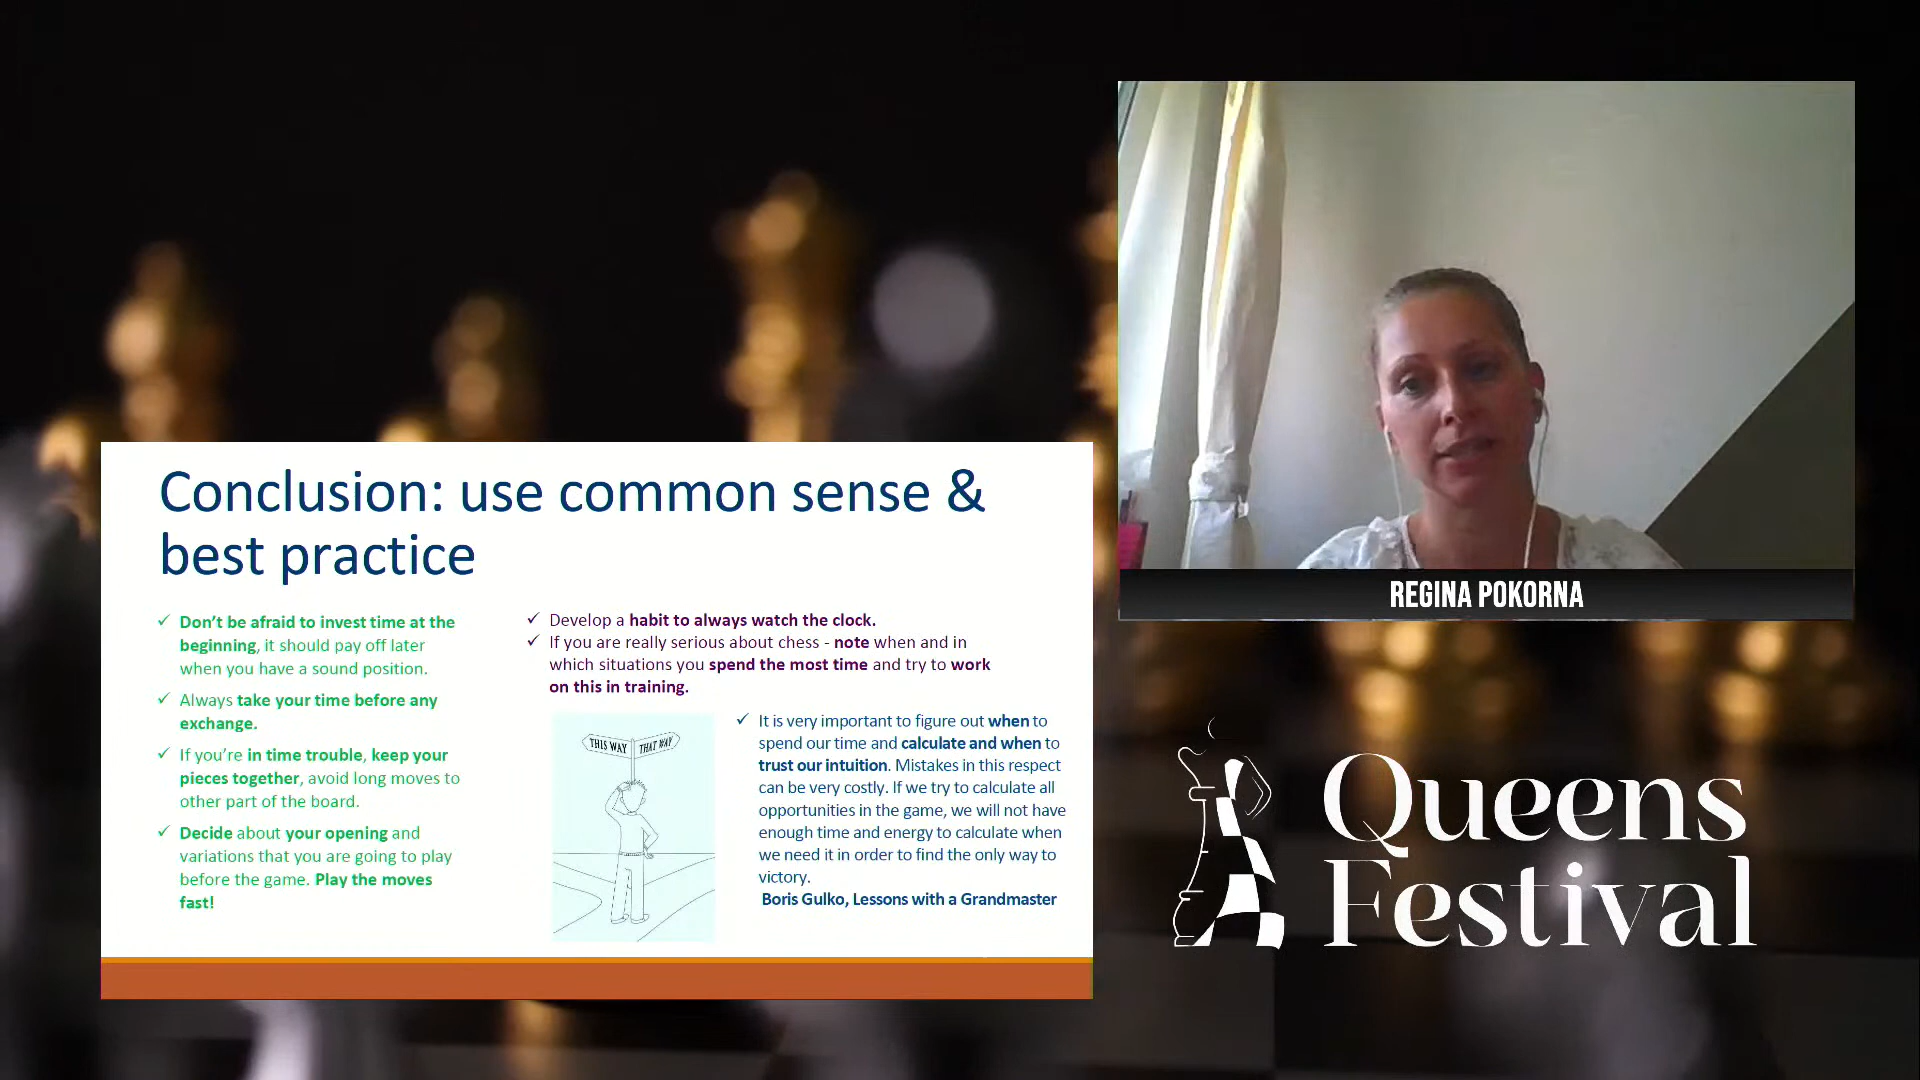 Conclusion: use common sense &
best practice
✓ Don’t be afraid to invest time at the
beginning, it should pay off later
when you have a sound position.
✓ Always take your time before any
exchange.
✓ If you’re in time trouble, keep your
pieces together, avoid long moves to
other part of the board.
✓ Decide about your opening and
variations that you are going to play
before the game. Play the moves
fast!
✓ Develop a habit to always watch the clock.
✓ If you are really serious about chess - note when and in
which situations you spend the most time and try to work
on this in training.
THIS WAY THAT WAY
✓ It is very important to figure out when to
spend our time and calculate and when to
trust our intuition. Mistakes in this respect
can be very costly. If we try to calculate all
opportunities in the game, we will not have
enough time and energy to calculate when
we need it in order to find the only way to
victory.
Boris Gulko, Lessons with a Grandmaster
REGINA POKORNA
Queens
Festival